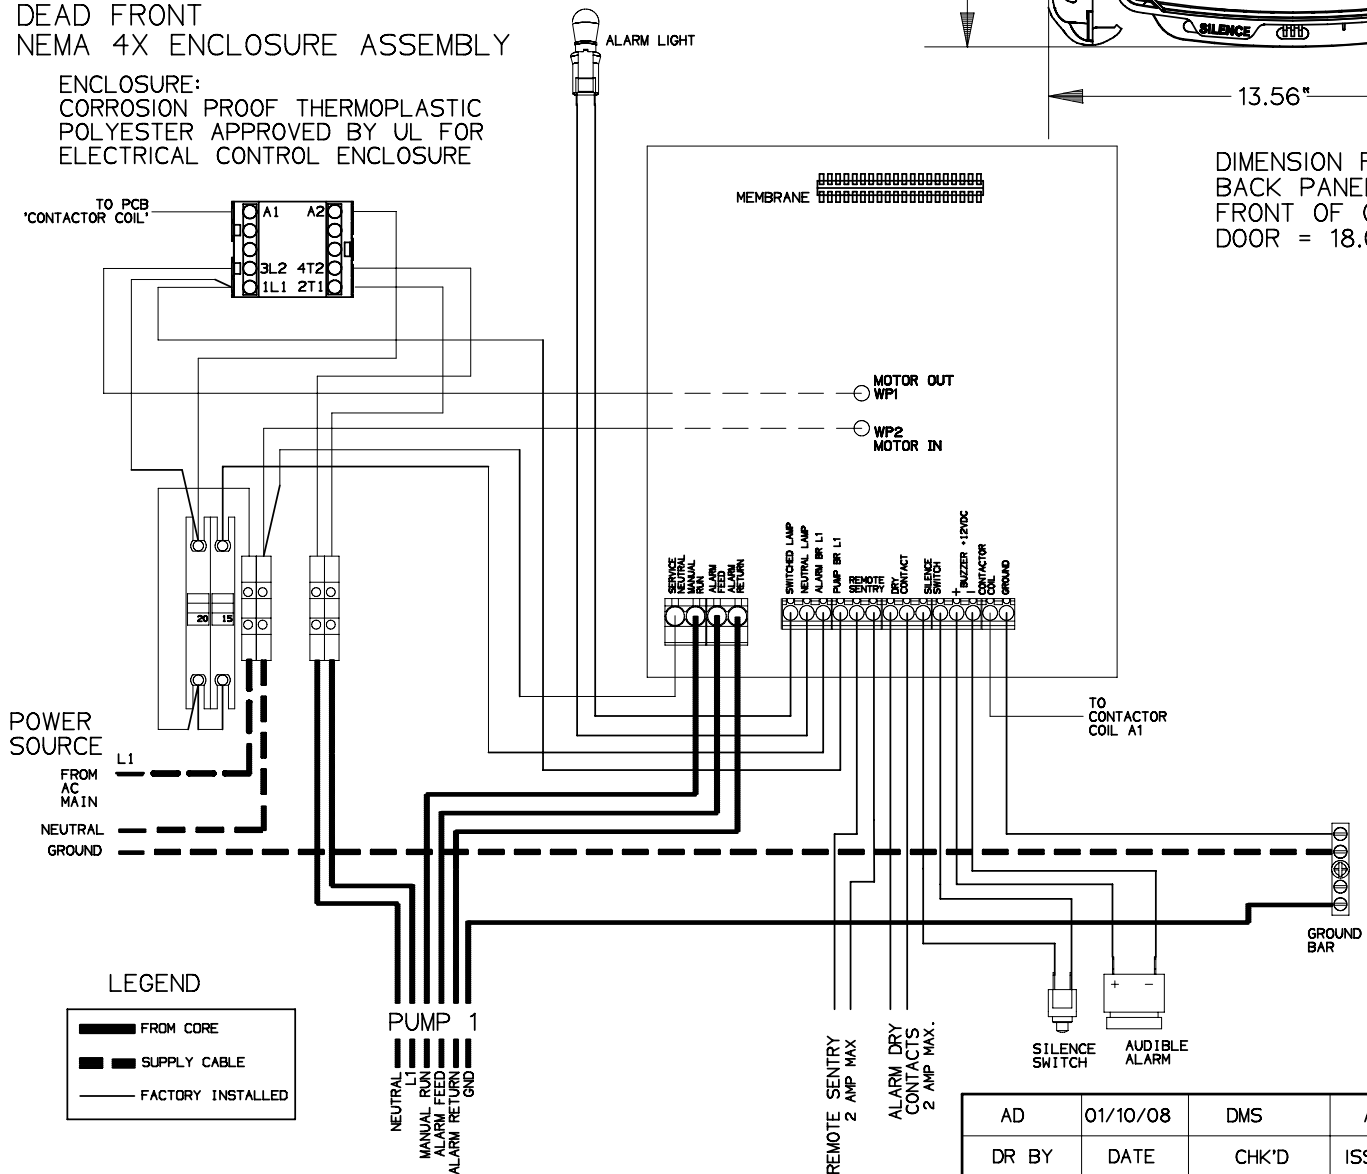 DEAD FRONT
NEMA 4X ENCLOSURE ASSEMBLY
ENCLOSURE:
CORROSION PROOF THERMOPLASTIC
POLYESTER APPROVED BY UL FOR
ELECTRICAL CONTROL ENCLOSURE
ALARM LIGHT
SILENCE
13.56"
DIMENSION
BACK PANE
FRONT OF
DOOR = 18.
TO PCB
'CONTACTOR COIL'
A1 A2
3L2 4T2
1L1 2T1
MEMBRANE
MOTOR OUT
WP1
WP2
MOTOR IN
SERVICE
NEUTRAL
MANUAL
RUN
ALARM
FEED
ALARM
RETURN
SWITCHED LAMP
NEUTRAL LAMP
ALARM BR L1
PUMP BR L1
REMOTE
SENTRY
DRY
CONTACT
SILENCE
SWITCH
+ BUZZER +12VDC
–
CONTACTOR
COIL
GROUND
20 15
TO
CONTACTOR
COIL A1
POWER
SOURCE
L1
FROM
AC
MAIN
NEUTRAL
GROUND
GROUND
BAR
LEGEND
FROM CORE
SUPPLY CABLE
FACTORY INSTALLED
PUMP 1
NEUTRAL
L1
MANUAL RUN
ALARM FEED
ALARM RETURN
GND
REMOTE SENTRY
2 AMP MAX
ALARM DRY
CONTACTS
2 AMP MAX.
+ –
SILENCE
SWITCH
AUDIBLE
ALARM
AD 01/10/08 DMS
DR BY DATE CHK'D ISS